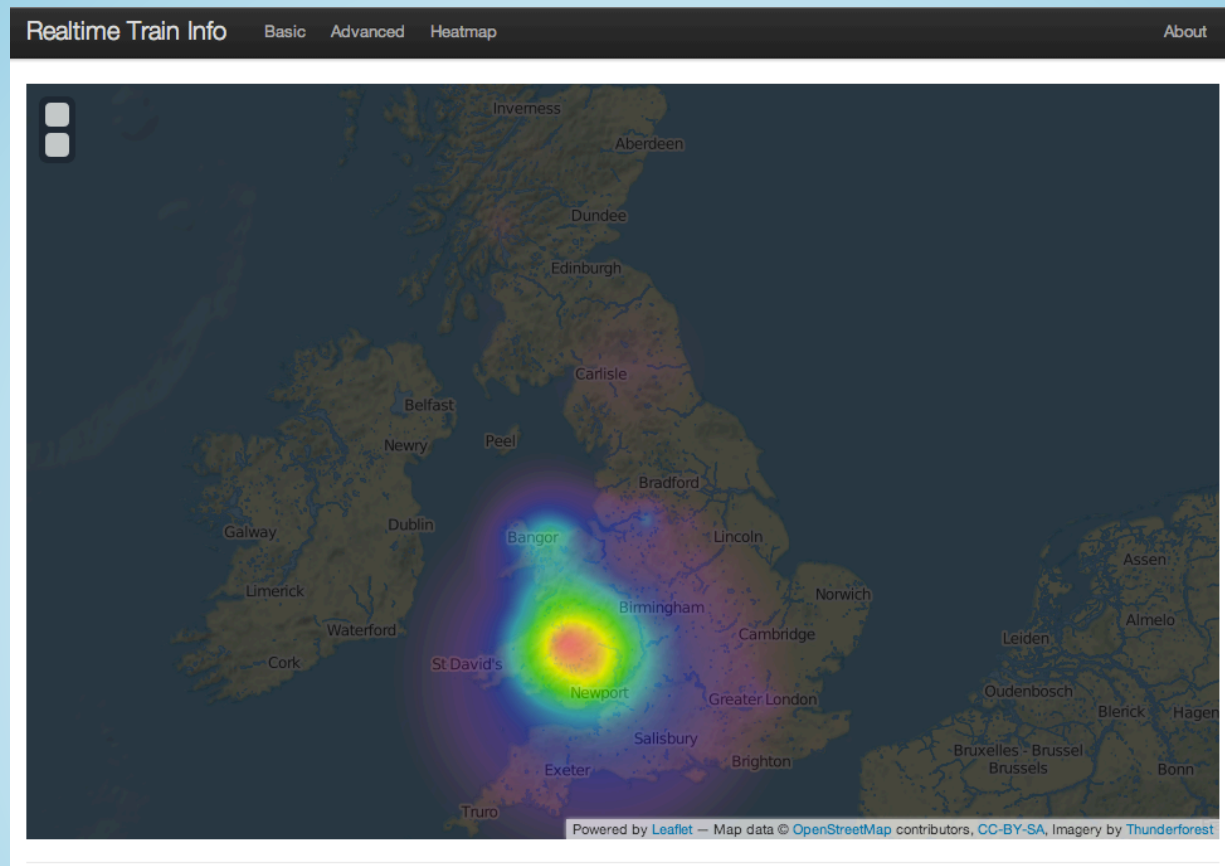 Realtime Train Info Basic Advanced Heatmap About
Inverness
Aberdeen
Dundee
Edinburgh
Carlisle
Belfast
Newry
Peel
Bradford
Galway
Dublin
Bangor
Lincoln
Assen
Limerick
Birmingham
Norwich
Waterford
Cambridge
Leiden
Almelo
Cork
St David's
Newport
Greater London
Oudenbosch
Blerick
Hagen
Salisbury
Brighton
Bruxelles - Brussel
Brussels
Exeter
Bonn
Truro
Powered by Leaflet — Map data © OpenStreetMap contributors, CC-BY-SA, Imagery by Thunderforest